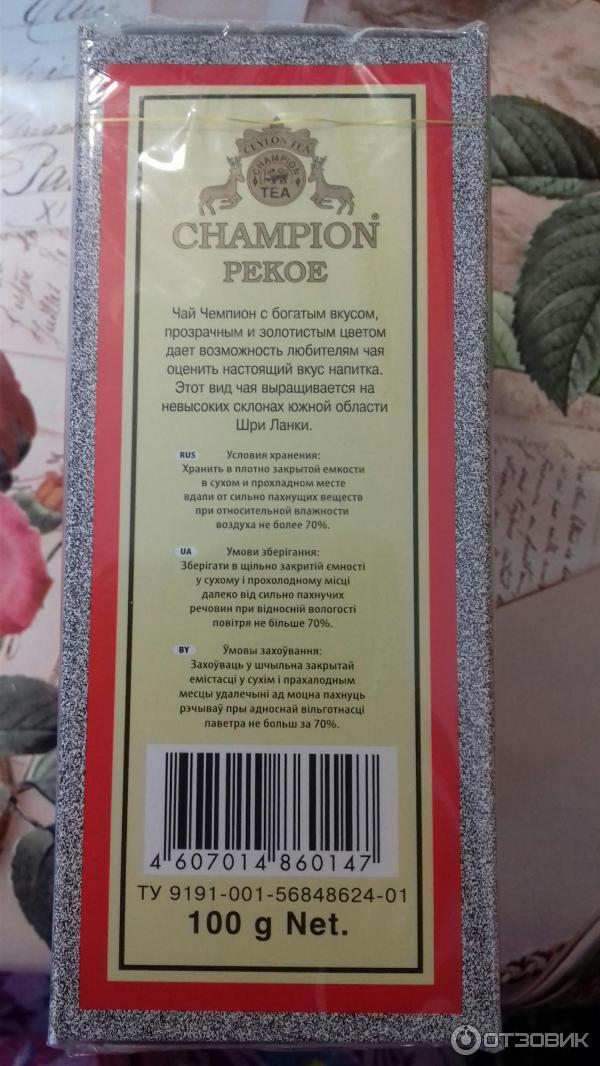 CEYLON TEA
CHAMPION
TEA
CHAMPION®
PEKOE
Чай Чемпион с богатым вкусом,
прозрачным и золотистым цветом
дает возможность любителям чая
оценить настоящий вкус напитка.
Этот вид чая выращивается на
невысоких склонах южной области
Шри Ланки.
RUS Условия хранения:
Хранить в плотно закрытой емкости
в сухом и прохладном месте
вдали от сильно пахнущих веществ
при относительной влажности
воздуха не более 70%.
UA Умови зберігання:
Зберігати в щільно закритій ємності
у сухому і прохолодному місці
далеко від сильно пахнучих
речовин при відносній вологості
повітря не більше 70%.
BY Ўмовы захоўвання:
Захоўваць у шчыльна закрытай
емістасці у сухім і прахалодным
месцы удалечыні ад моцна пахнуць
рэчываў пры адноснай вільготнасці
паветра не больш за 70%.
4 607014 860147
ТУ 9191-001-56848624-01
100 g Net.
ОТЗОВИК